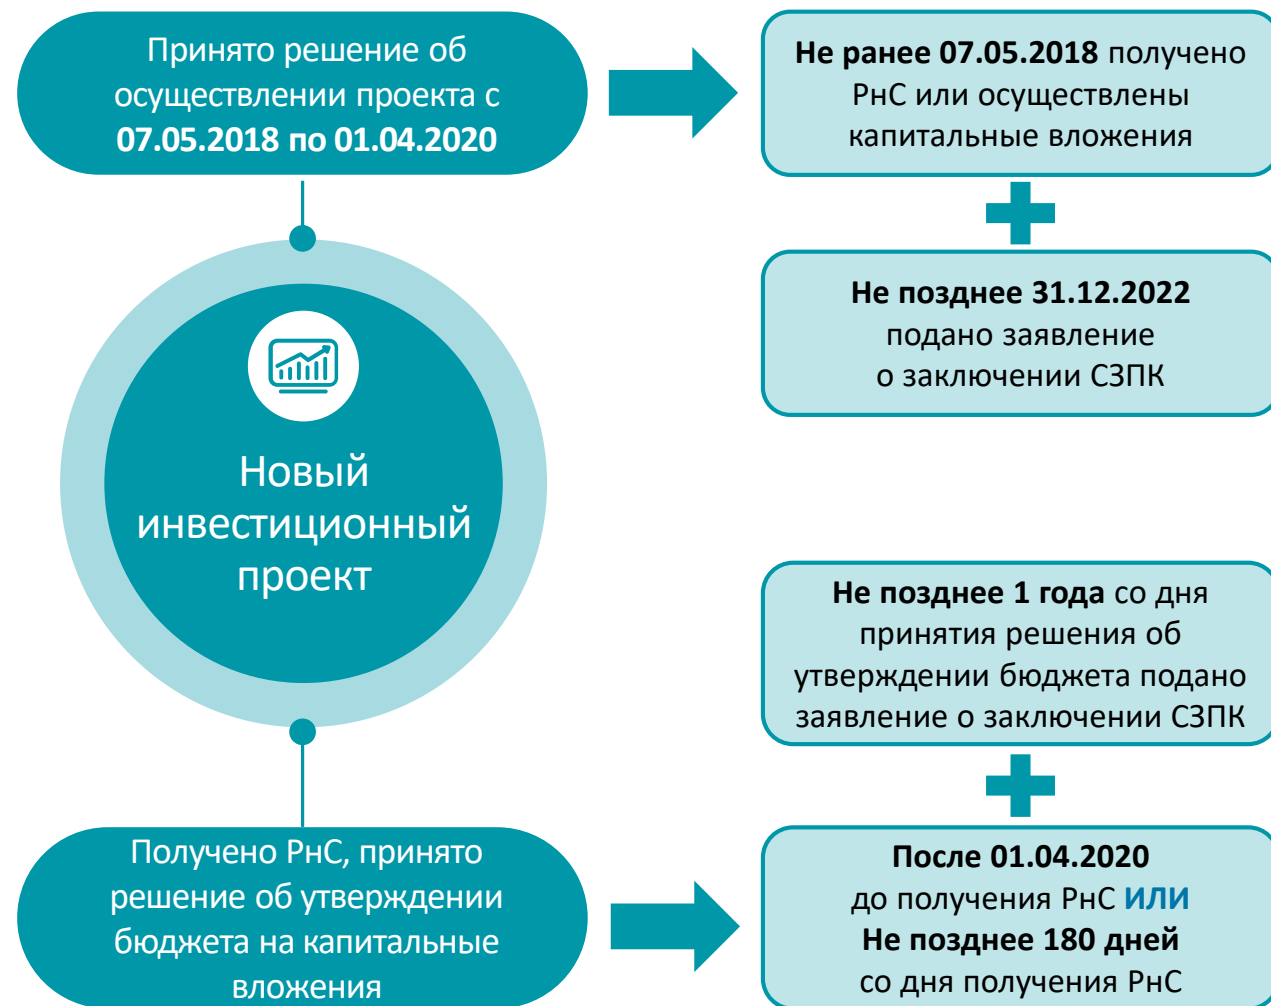 Принято решение об
осуществлении проекта с
07.05.2018 по 01.04.2020
Не ранее 07.05.2018 получено
РнС или осуществлены
капитальные вложения
Не позднее 31.12.2022
подано заявление
о заключении СЗПК
Новый
инвестиционный
проект
Не позднее 1 года со дня
принятия решения об
утверждении бюджета подано
заявление о заключении СЗПК
Получено РнС, принято
решение об утверждении
бюджета на капитальные
вложения
После 01.04.2020
до получения РнС ИЛИ
Не позднее 180 дней
со дня получения РнС